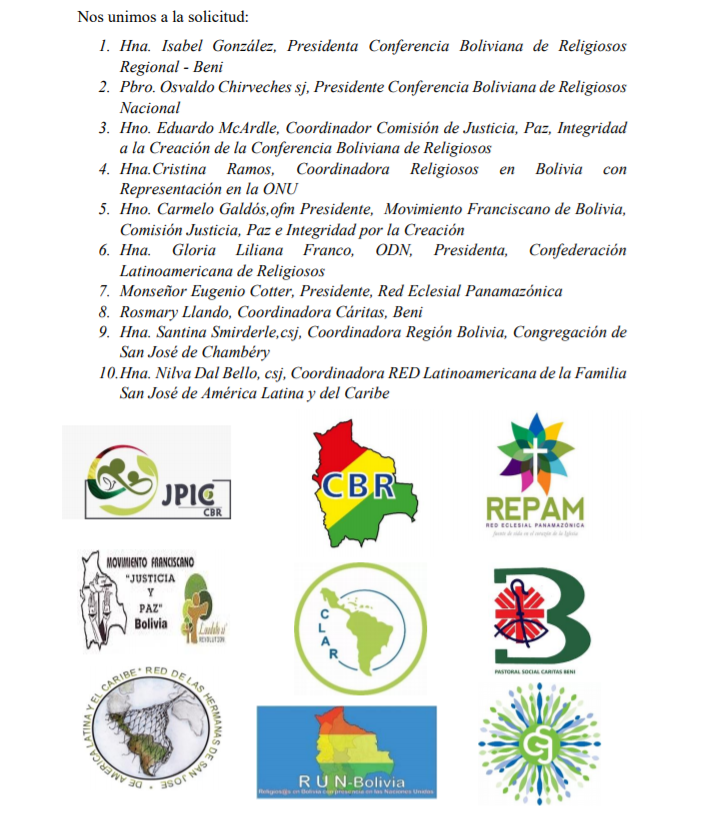 Nos unimos a la solicitud:
1. Hna. Isabel González, Presidenta Conferencia Boliviana de Religiosos
Regional - Beni
2. Pbro. Osvaldo Chirveches sj, Presidente Conferencia Boliviana de Religiosos
Nacional
3. Hno. Eduardo McArdle, Coordinador Comisión de Justicia, Paz, Integridad
a la Creación de la Conferencia Boliviana de Religiosos
4. Hna.Cristina Ramos, Coordinadora Religiosos en Bolivia con
Representación en la ONU
5. Hno. Carmelo Galdós,ofm Presidente, Movimiento Franciscano de Bolivia,
Comisión Justicia, Paz e Integridad por la Creación
6. Hna. Gloria Liliana Franco, ODN, Presidenta, Confederación
Latinoamericana de Religiosos
7. Monseñor Eugenio Cotter, Presidente, Red Eclesial Panamazónica
8. Rosmary Llando, Coordinadora Cáritas, Beni
9. Hna. Santina Smirderle,csj, Coordinadora Región Bolivia, Congregación de
San José de Chambéry
10. Hna. Nilva Dal Bello, csj, Coordinadora RED Latinoamericana de la Familia
San José de América Latina y del Caribe
JPIC
CBR
CBR
REPAM
RED ECLESIAL PANAMAZÓNICA
MOVIMIENTO FRANCISCANO
"JUSTICIA
Y
PAZ"
Bolivia
Laudato si
REVOLUTION
CLAR
B
PASTORAL SOCIAL CARITAS BENI
RED DE LAS HERMANAS DE SAN JOSE * DE AMERICA LATINA Y EL CARIBE *
RUN-Bolivia
Religios@s en Bolivia con presencia en las Naciones Unidas